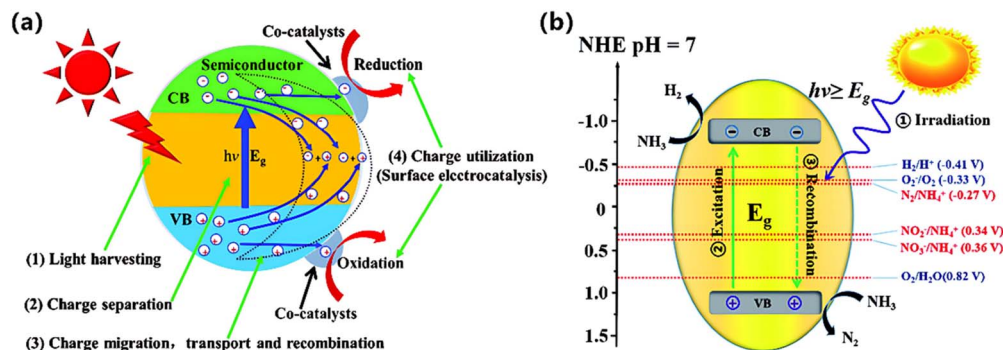 (a)
Co-catalysts
Reduction
Semiconductor
CB
hν
Eg
(4) Charge utilization
(Surface elcctrocatalysis)
VB
(1) Light harvesting
Oxidation
(2) Charge separation
Co-catalysts
(3) Charge migration, transport and recombination
(b)
NHE pH = 7
hν≥ Eg
① Irradiation
H₂
NH₃
CB
-1.0
-0.5
0
0.5
1.0
1.5
H₂/H⁺ (-0.41 V)
O₂⁻/O₂ (-0.33 V)
N₂/NH₄⁺ (-0.27 V)
Eg
② Excitation
③ Recombination
NO₂⁻/NH₄⁺ (0.34 V)
NO₃⁻/NH₄⁺ (0.36 V)
O₂/H₂O(0.82 V)
VB
NH₃
N₂